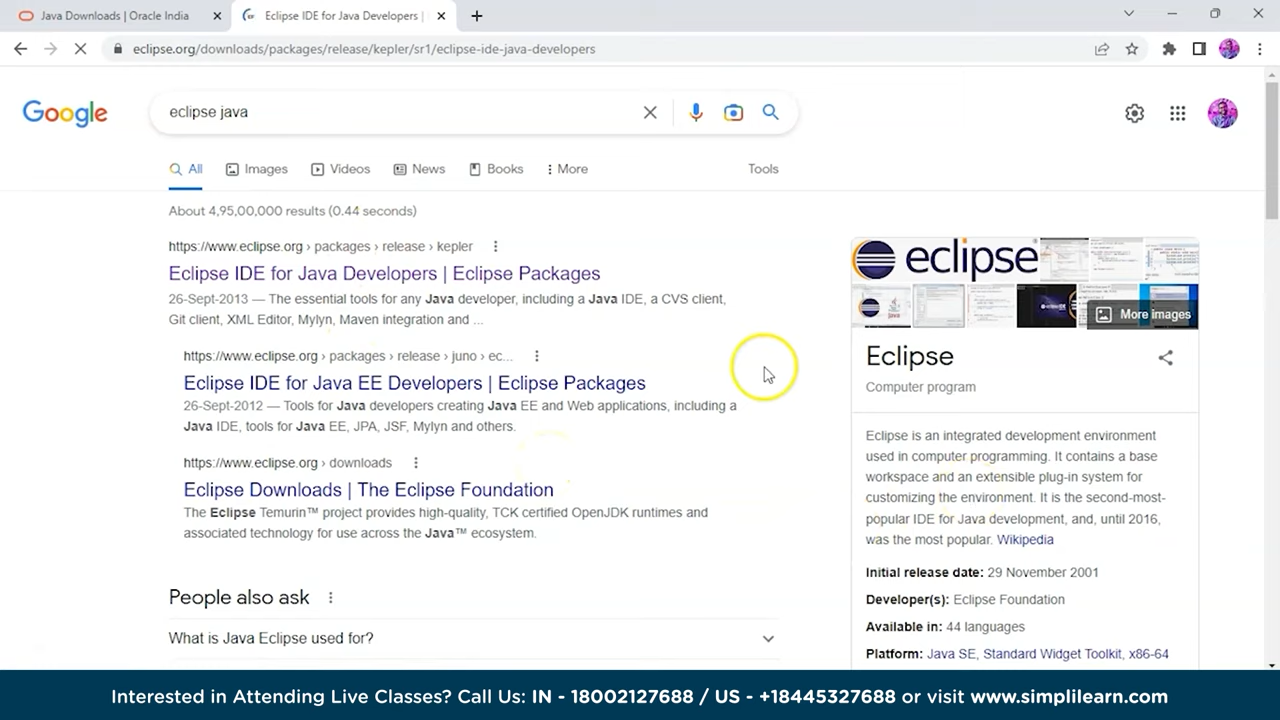 Java Downloads | Oracle India
Eclipse IDE for Java Developers |
eclipse.org/downloads/packages/release/kepler/sr1/eclipse-ide-java-developers
Google
eclipse java
All Images Videos News Books More Tools
About 4,95,00,000 results (0.44 seconds)
https://www.eclipse.org › packages › release › kepler
Eclipse IDE for Java Developers | Eclipse Packages
26-Sept-2013 — The essential tools for any Java developer, including a Java IDE, a CVS client,
Git client, XML Editor, Mylyn, Maven integration and ...
https://www.eclipse.org › packages › release › juno › ec...
Eclipse IDE for Java EE Developers | Eclipse Packages
26-Sept-2012 — Tools for Java developers creating Java EE and Web applications, including a
Java IDE, tools for Java EE, JPA, JSF, Mylyn and others.
https://www.eclipse.org › downloads
Eclipse Downloads | The Eclipse Foundation
The Eclipse Temurin™ project provides high-quality, TCK certified OpenJDK runtimes and
associated technology for use across the Java™ ecosystem.
People also ask
What is Java Eclipse used for?
eclipse
More images
Eclipse
Computer program
Eclipse is an integrated development environment
used in computer programming. It contains a base
workspace and an extensible plug-in system for
customizing the environment. It is the second-most-
popular IDE for Java development, and, until 2016,
was the most popular. Wikipedia
Initial release date: 29 November 2001
Developer(s): Eclipse Foundation
Available in: 44 languages
Platform: Java SE, Standard Widget Toolkit, x86-64
Interested in Attending Live Classes? Call Us: IN - 18002127688 / US - +18445327688 or visit www.simplilearn.com